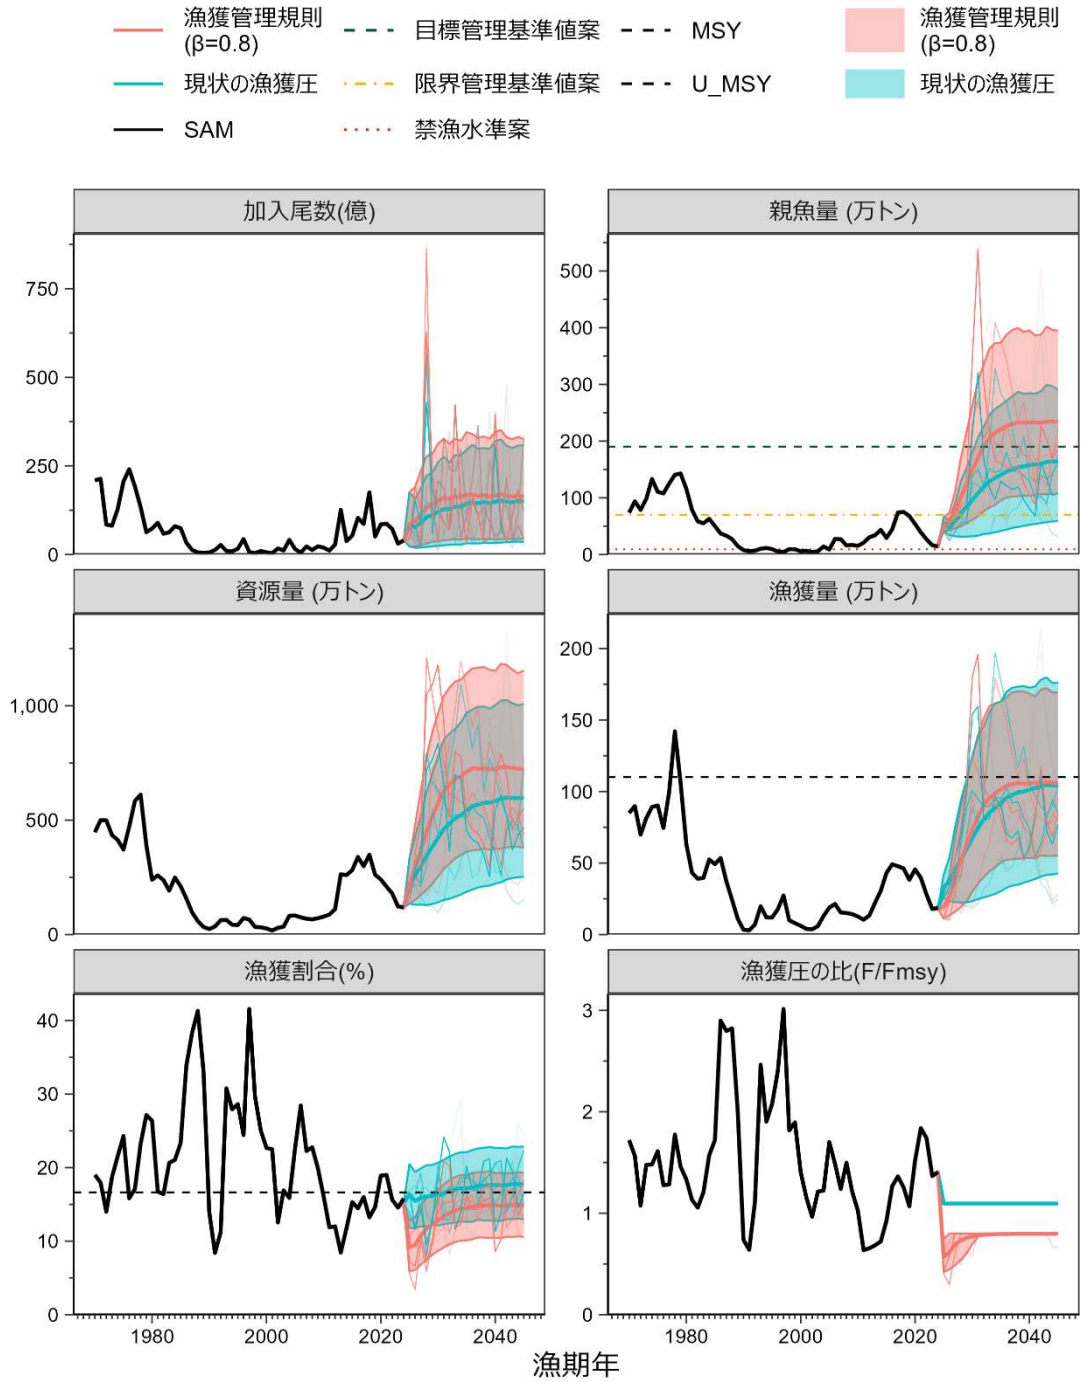 漁獲管理規則
(β=0.8)
目標管理基準値案
MSY
漁獲管理規則
(β=0.8)
現状の漁獲圧
限界管理基準値案
U_MSY
現状の漁獲圧
SAM
禁漁水準案
加入尾数(億)
親魚量 (万トン)
750
500
250
0
500
400
300
200
100
0
資源量 (万トン)
漁獲量 (万トン)
1,000
500
0
200
150
100
50
0
漁獲割合(%)
漁獲圧の比(F/Fmsy)
40
30
20
10
0
3
2
1
0
1980
2000
2020
2040
1980
2000
2020
2040
漁期年